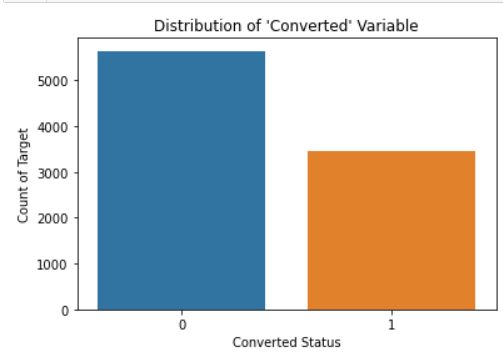 Distribution of 'Converted' Variable
Count of Target
5000
4000
3000
2000
1000
0
0 1
Converted Status